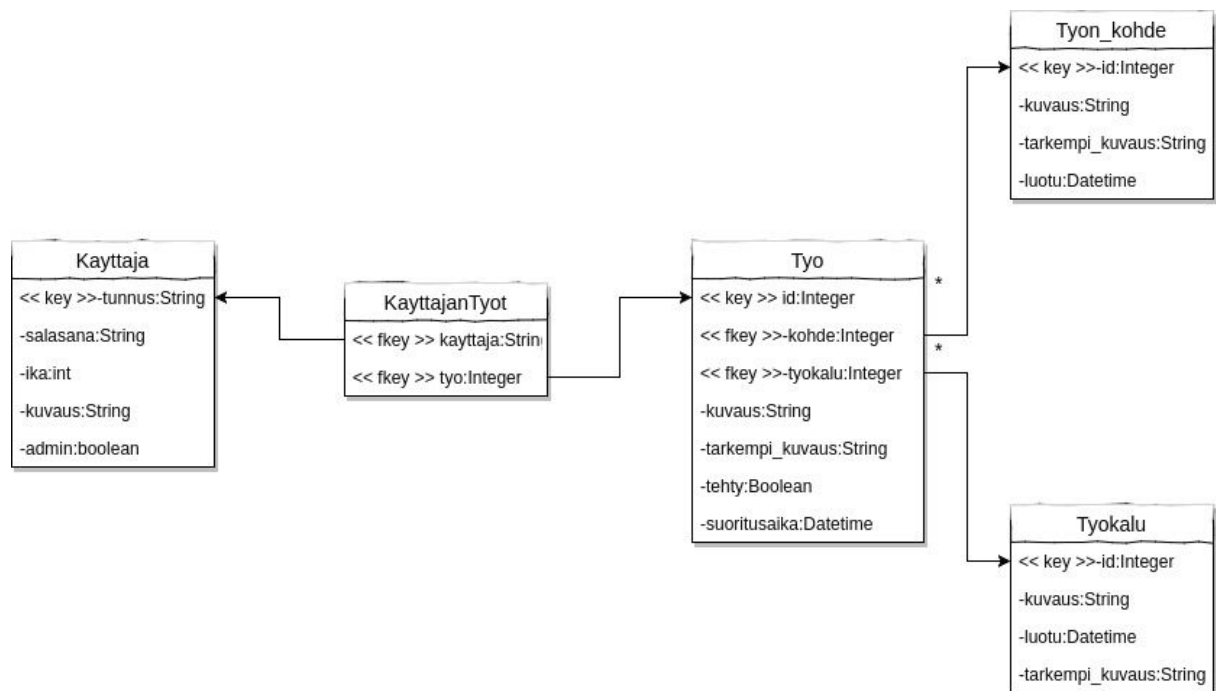 Tyon_kohde
<< key >>-id:Integer
-kuvaus:String
-tarkempi_kuvaus:String
-luotu:Datetime
Kayttaja
<< key >>-tunnus:String
-salasana:String
-ika:int
-kuvaus:String
-admin:boolean
KayttajanTyot
<< fkey >> kayttaja:Strin
<< fkey >> tyo:Integer
Tyo
<< key >> id:Integer
<< fkey >>-kohde:Integer
<< fkey >>-tyokalu:Integer
-kuvaus:String
-tarkempi_kuvaus:String
-tehty:Boolean
-suoritusaika:Datetime
*
*
Tyokalu
<< key >>-id:Integer
-kuvaus:String
-luotu:Datetime
-tarkempi_kuvaus:String